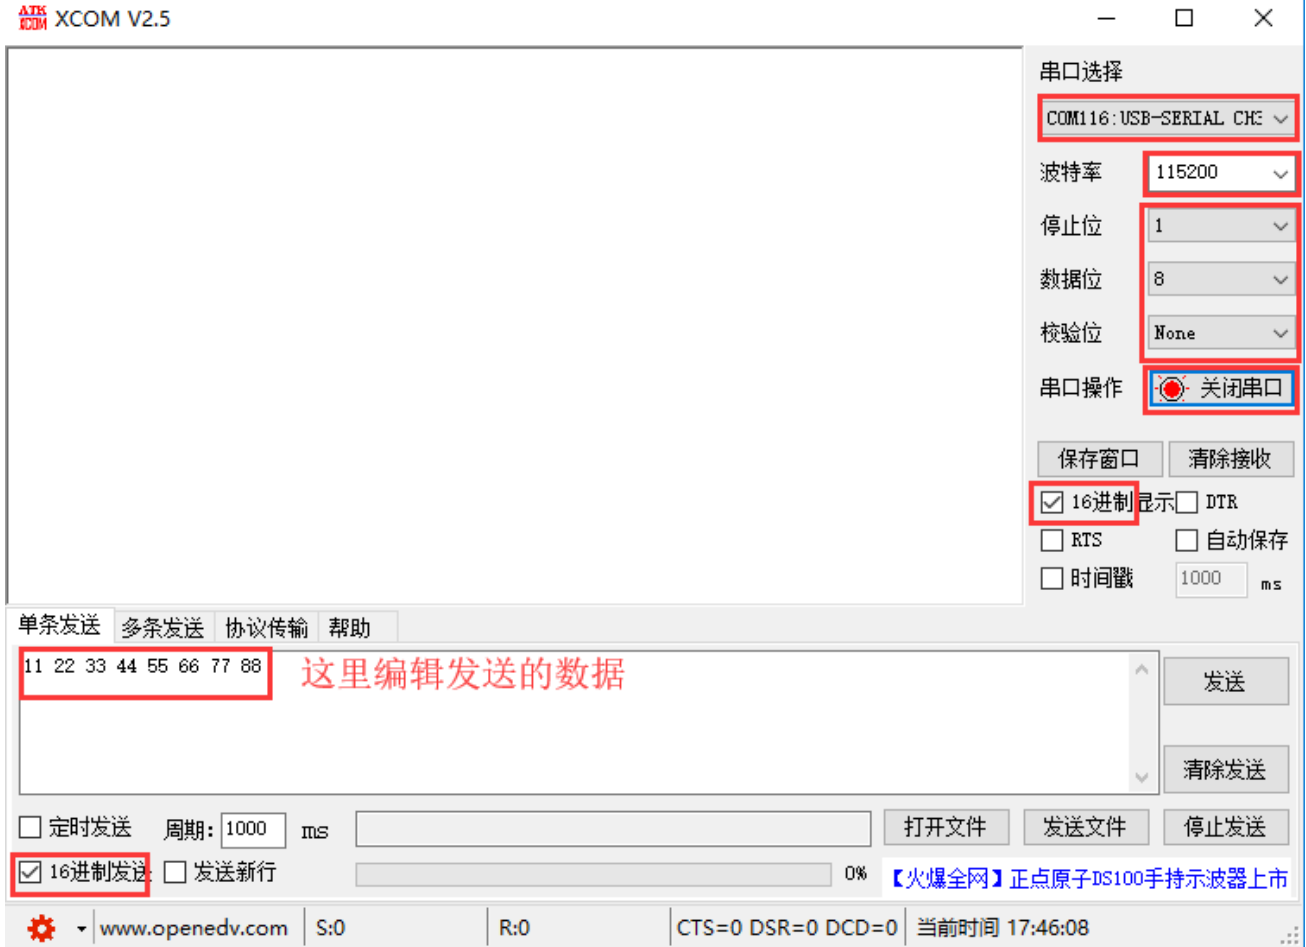 ATK XCOM XCOM V2.5
串口选择
COM116:USB-SERIAL CH3
波特率 115200
停止位 1
数据位 8
校验位 None
串口操作 关闭串口
保存窗口 清除接收
16进制显示 DTR
RTS 自动保存
时间戳 1000 ms
单条发送 多条发送 协议传输 帮助
11 22 33 44 55 66 77 88 这里编辑发送的数据
发送
清除发送
定时发送 周期: 1000 ms 打开文件 发送文件 停止发送
16进制发送 发送新行 0% 【火爆全网】正点原子DS100手持示波器上市
www.openedv.com S:0 R:0 CTS=0 DSR=0 DCD=0 当前时间 17:46:08